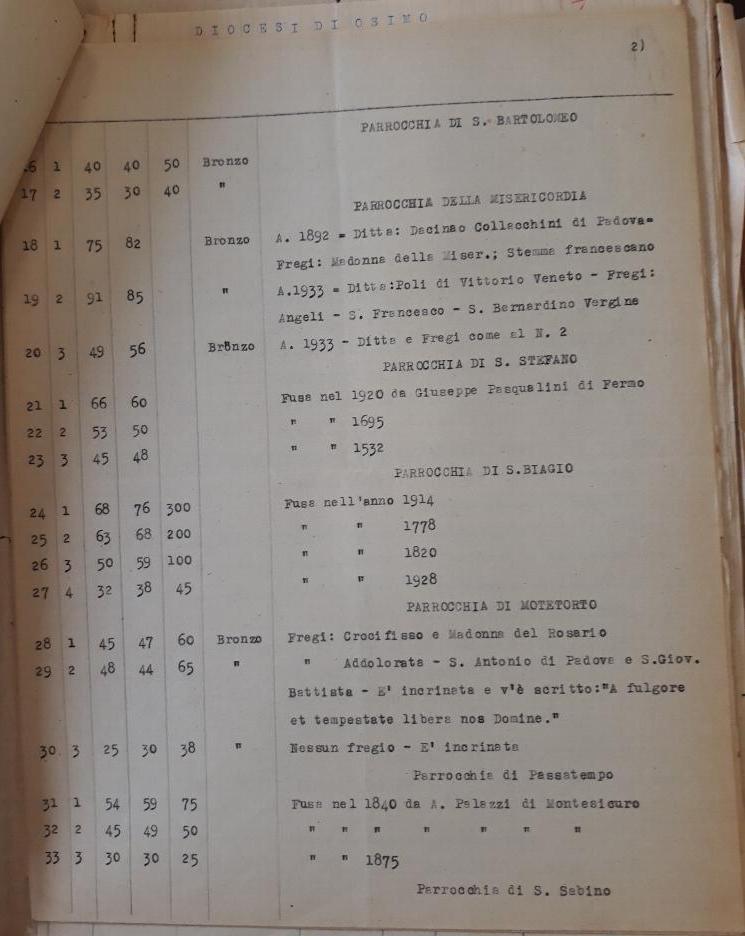 DIOCESI DI OSIMO
2)
PARROCCHIA DI S. BARTOLOMEO
6 1 40 40 50 Bronzo
17 2 35 30 40 "
PARROCCHIA DELLA MISERICORDIA
18 1 75 82 Bronzo A. 1892 = Ditta: Dacinao Collacchini di Padova=
Fregi: Madonna della Miser.; Stemma francescano
19 2 91 85 " A.1933 = Ditta:Poli di Vittorio Veneto - Fregi:
Angeli - S. Francesco - S. Bernardino Vergine
20 3 49 56 Bronzo A. 1933 - Ditta e Fregi come al N. 2
PARROCCHIA DI S. STEFANO
21 1 66 60 Fusa nel 1920 da Giuseppe Pasqualini di Fermo
22 2 53 50 " " 1695
23 3 45 48 " " 1532
PARROCCHIA DI S.BIAGIO
24 1 68 76 300 Fusa nell'anno 1914
25 2 63 68 200 " " 1778
26 3 50 59 100 " " 1820
27 4 32 38 45 " " 1928
PARROCCHIA DI MOTETORTO
28 1 45 47 60 Bronzo Fregi: Crocifisso e Madonna del Rosario
29 2 48 44 65 " " Addolorata - S. Antonio di Padova e S.Giov.
Battista - E' incrinata e v'è scritto:"A fulgore
et tempestate libera nos Domine."
30. 3 25 30 38 " Nessun fregio - E' incrinata
Parrocchia di Passatempo
31 1 54 59 75 Fusa nel 1840 da A. Palazzi di Montesicuro
32 2 45 49 50 " " " " " " "
33 3 30 30 25 " " 1875
Parrocchia di S. Sabino